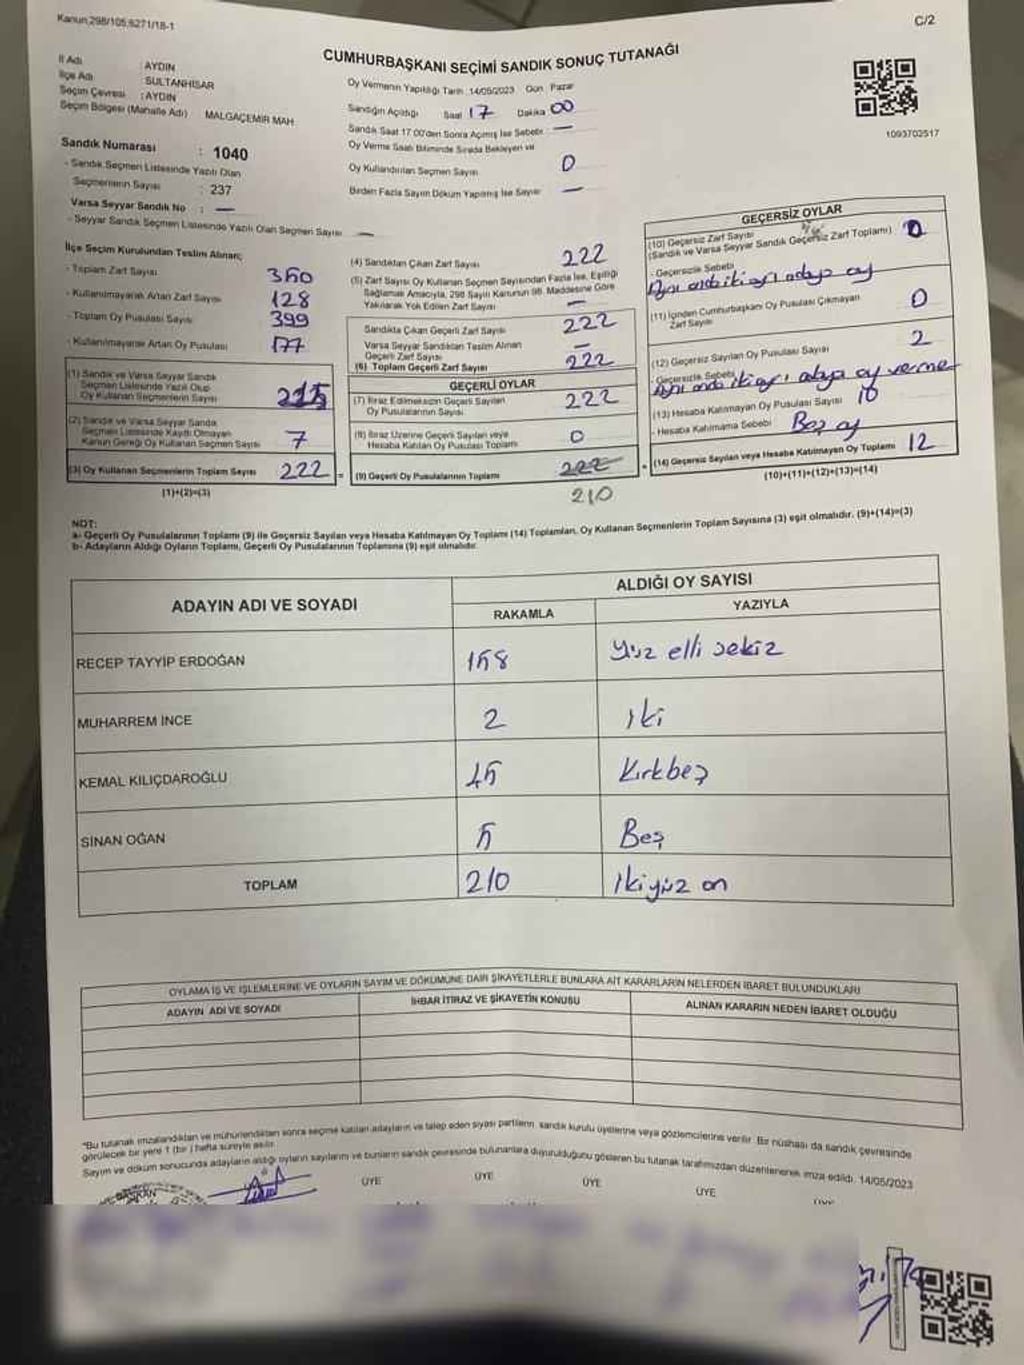 Kanun,298/105,6271/18-1
C/2
CUMHURBAŞKANI SEÇİMİ SANDIK SONUÇ TUTANAĞI
İl Adı : AYDIN
İlçe Adı : SULTANHİSAR
Seçim Çevresi : AYDIN
Seçim Bölgesi (Mahalle Adı) MALGAÇEMİR MAH
Sandık Numarası : 1040
- Sandık Seçmen Listesinde Yazılı Olan
Seçmenlerin Sayısı : 237
Varsa Seyyar Sandık No : —
- Seyyar Sandık Seçmen Listesinde Yazılı Olan Seçmen Sayısı —
Oy Vermenin Yapıldığı Tarih :14/05/2023 Gün Pazar
Sandığın Açıldığı Saat 17 Dakika 00
Sandık Saat 17.00'den Sonra Açımış İse Sebebi —
Oy Verme Saati Bitiminde Sırada Bekleyen ve
Oy Kullandırılan Seçmen Sayısı 0
Birden Fazla Sayım Döküm Yapılmış İse Sayısı —
1093702517
İlçe Seçim Kurulundan Teslim Alınan;
- Toplam Zarf Sayısı 350
- Kullanılmayarak Artan Zarf Sayısı 128
- Toplam Oy Pusulası Sayısı 399
- Kullanılmayarak Artan Oy Pusulası 177
(1) Sandık ve Varsa Seyyar Sandık
Seçmen Listesinde Yazılı Olup
Oy Kullanan Seçmenlerin Sayısı 215
(2) Sandık ve Varsa Seyyar Sandık
Seçmen Listesinde Kaydı Olmayan
Kanun Gereği Oy Kullanan Seçmen Sayısı 7
(3) Oy Kullanan Seçmenlerin Toplam Sayısı 222 =
(1)+(2)=(3)
(4) Sandıktan Çıkan Zarf Sayısı 222
(5) Zarf Sayısı Oy Kullanan Seçmen Sayısından Fazla İse, Eşitliği
Sağlamak Amacıyla, 298 Sayılı Kanunun 98. Maddesine Göre
Yakılarak Yok Edilen Zarf Sayısı —
Sandıkta Çıkan Geçerli Zarf Sayısı 222
Varsa Seyyar Sandıktan Teslim Alınan
Geçerli Zarf Sayısı —
(6) Toplam Geçerli Zarf Sayısı 222
GEÇERLİ OYLAR
(7) İtiraz Edilmeksizin Geçerli Sayılan
Oy Pusulalarının Sayısı 222
(8) İtiraz Üzerine Geçerli Sayılan veya
Hesaba Katılan Oy Pusulası Toplamı 0
(9) Geçerli Oy Pusulalarının Toplamı 222 +
210
GEÇERSİZ OYLAR
(10) Geçersiz Zarf Sayısı
(Sandık ve Varsa Seyyar Sandık Geçersiz Zarf Toplamı) 0
- Geçersizlik Sebebi
Aynı anda iki ayrı adaya oy
(11) İçinden Cumhurbaşkanı Oy Pusulası Çıkmayan
Zarf Sayısı 0
(12) Geçersiz Sayılan Oy Pusulası Sayısı 2
- Geçersizlik Sebebi
Aynı anda iki ayrı adaya oy verme
(13) Hesaba Katılmayan Oy Pusulası Sayısı 10
- Hesaba Katılmama Sebebi Boş oy
(14) Geçersiz Sayılan veya Hesaba Katılmayan Oy Toplamı 12
(10)+(11)+(12)+(13)=(14)
NOT:
a- Geçerli Oy Pusulalarının Toplamı (9) ile Geçersiz Sayılan veya Hesaba Katılmayan Oy Toplamı (14) Toplamları, Oy Kullanan Seçmenlerin Toplam Sayısına (3) eşit olmalıdır. (9)+(14)=(3)
b- Adayların Aldığı Oyların Toplamı, Geçerli Oy Pusulalarının Toplamına (9) eşit olmalıdır.
ADAYIN ADI VE SOYADI
ALDIĞI OY SAYISI
RAKAMLA YAZIYLA
RECEP TAYYİP ERDOĞAN 158 Yüz elli sekiz
MUHARREM İNCE 2 iki
KEMAL KILIÇDAROĞLU 45 Kırkbeş
SİNAN OĞAN 5 Beş
TOPLAM 210 İkiyüz on
OYLAMA İŞ VE İŞLEMLERİNE VE OYLARIN SAYIM VE DÖKÜMÜNE DAİR ŞİKAYETLERLE BUNLARA AİT KARARLARIN NELERDEN İBARET BULUNDUKLARI
ADAYIN ADI VE SOYADI İHBAR İTİRAZ VE ŞİKAYETİN KONUSU ALINAN KARARIN NEDEN İBARET OLDUĞU
*Bu tutanak imzalandıktan ve mühürlendikten sonra seçime katılan adayların ve talep eden siyasi partilerin sandık kurulu üyelerine veya gözlemcilerine verilir. Bir nüshası da sandık çevresinde
görülecek bir yere 1 (bir ) hafta süreyle asılır.
Sayım ve döküm sonucunda adayların aldığı oyların sayılarını ve bunların sandık çevresinde bulunanlara duyurulduğunu gösteren bu tutanak tarafımızdan düzenlenerek imza edildi. 14/05/2023
BAŞKAN ÜYE ÜYE ÜYE ÜYE